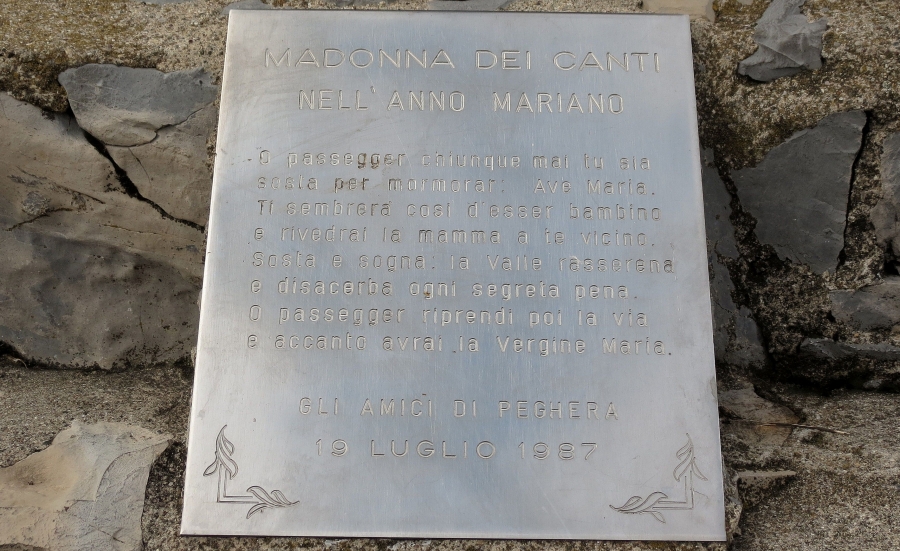 MADONNA DEI CANTI
NELL'ANNO MARIANO
O passegger chiunque mai tu sia
sosta per mormorar: Ave Maria.
Ti sembrerà così d'esser bambino
e rivedrai la mamma a te vicino.
Sosta e sogna: la Valle rasserena
e disacerba ogni segreta pena.
O passegger riprendi poi la via
e accanto avrai la Vergine Maria.
GLI AMICI DI PEGHERA
19 LUGLIO 1987